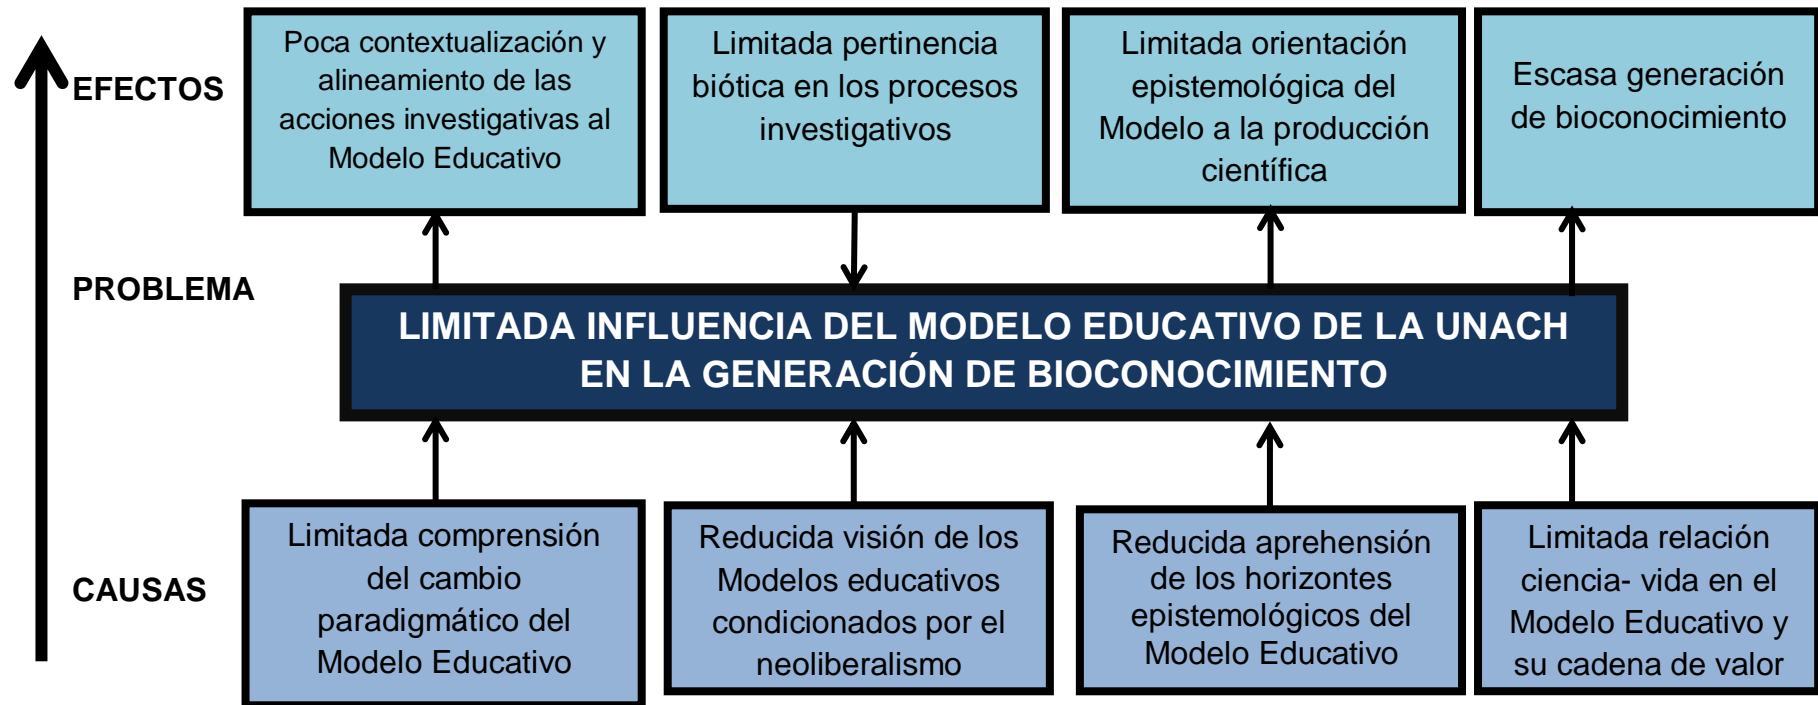 EFECTOS
Poca contextualización y
alineamiento de las
acciones investigativas al
Modelo Educativo
Limitada pertinencia
biótica en los procesos
investigativos
Limitada orientación
epistemológica del
Modelo a la producción
científica
Escasa generación
de bioconocimiento
PROBLEMA
LIMITADA INFLUENCIA DEL MODELO EDUCATIVO DE LA UNACH
EN LA GENERACIÓN DE BIOCONOCIMIENTO
CAUSAS
Limitada comprensión
del cambio
paradigmático del
Modelo Educativo
Reducida visión de los
Modelos educativos
condicionados por el
neoliberalismo
Reducida aprehensión
de los horizontes
epistemológicos del
Modelo Educativo
Limitada relación
ciencia- vida en el
Modelo Educativo y
su cadena de valor